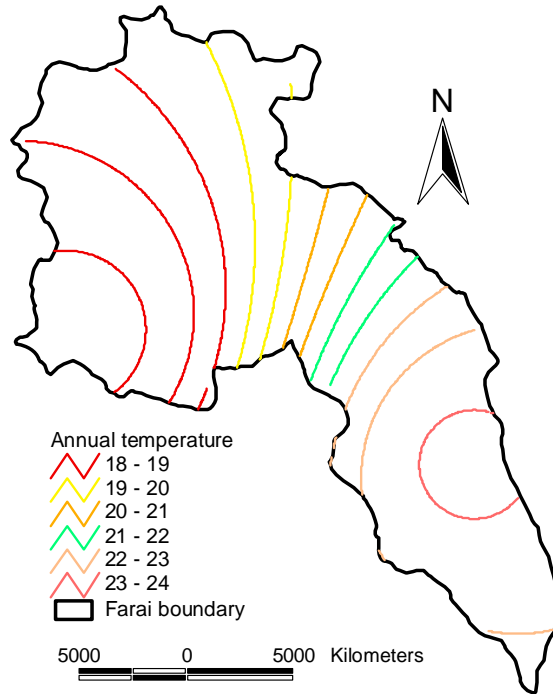 N
Annual temperature
18 - 19
19 - 20
20 - 21
21 - 22
22 - 23
23 - 24
Farai boundary
5000 0 5000 Kilometers